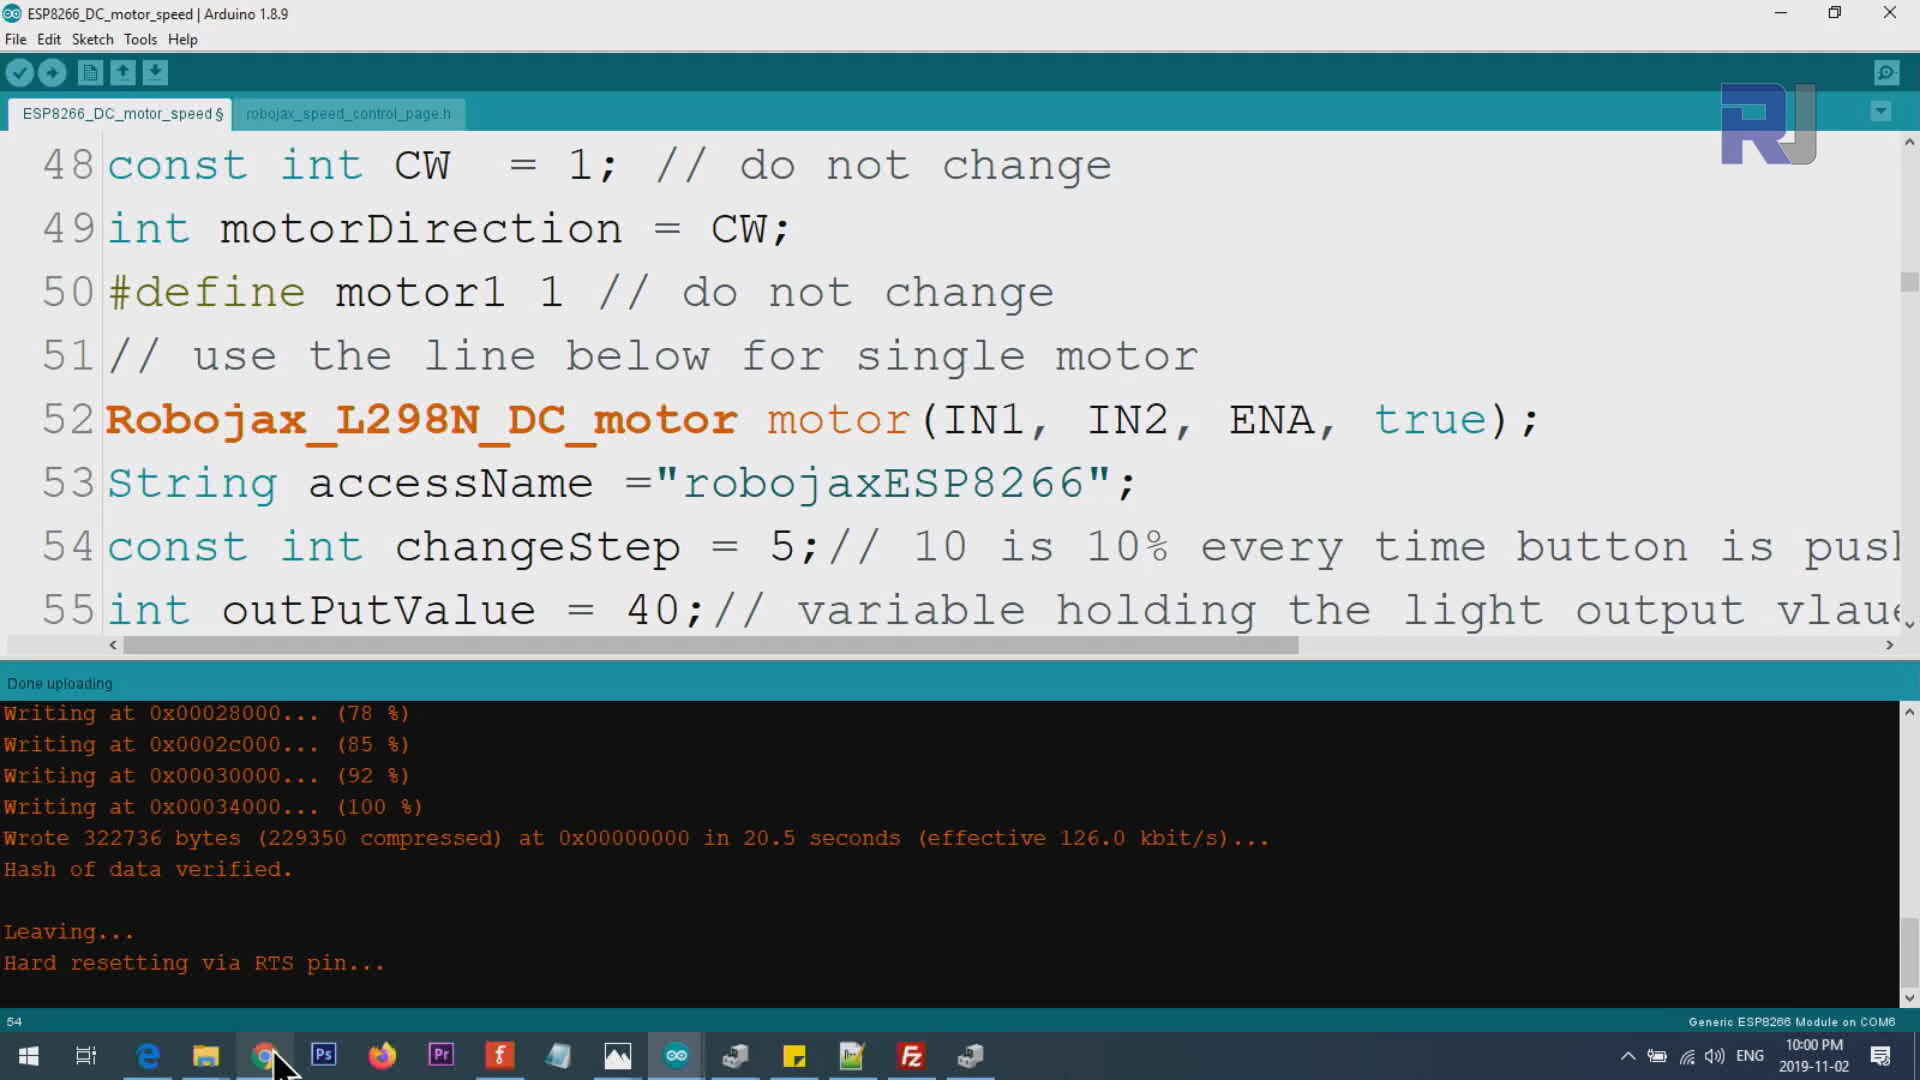 ESP8266_DC_motor_speed | Arduino 1.8.9
File Edit Sketch Tools Help
ESP8266_DC_motor_speed § robojax_speed_control_page.h
RJ
48 const int CW = 1; // do not change
49 int motorDirection = CW;
50 #define motor1 1 // do not change
51 // use the line below for single motor
52 Robojax_L298N_DC_motor motor(IN1, IN2, ENA, true);
53 String accessName ="robojaxESP8266";
54 const int changeStep = 5;// 10 is 10% every time button is push
55 int outPutValue = 40;// variable holding the light output vlaue
Done uploading
Writing at 0x00028000... (78 %)
Writing at 0x0002c000... (85 %)
Writing at 0x00030000... (92 %)
Writing at 0x00034000... (100 %)
Wrote 322736 bytes (229350 compressed) at 0x00000000 in 20.5 seconds (effective 126.0 kbit/s)...
Hash of data verified.
Leaving...
Hard resetting via RTS pin...
54 Generic ESP8266 Module on COM6
Ps Pr f Fz ENG 10:00 PM
2019-11-02